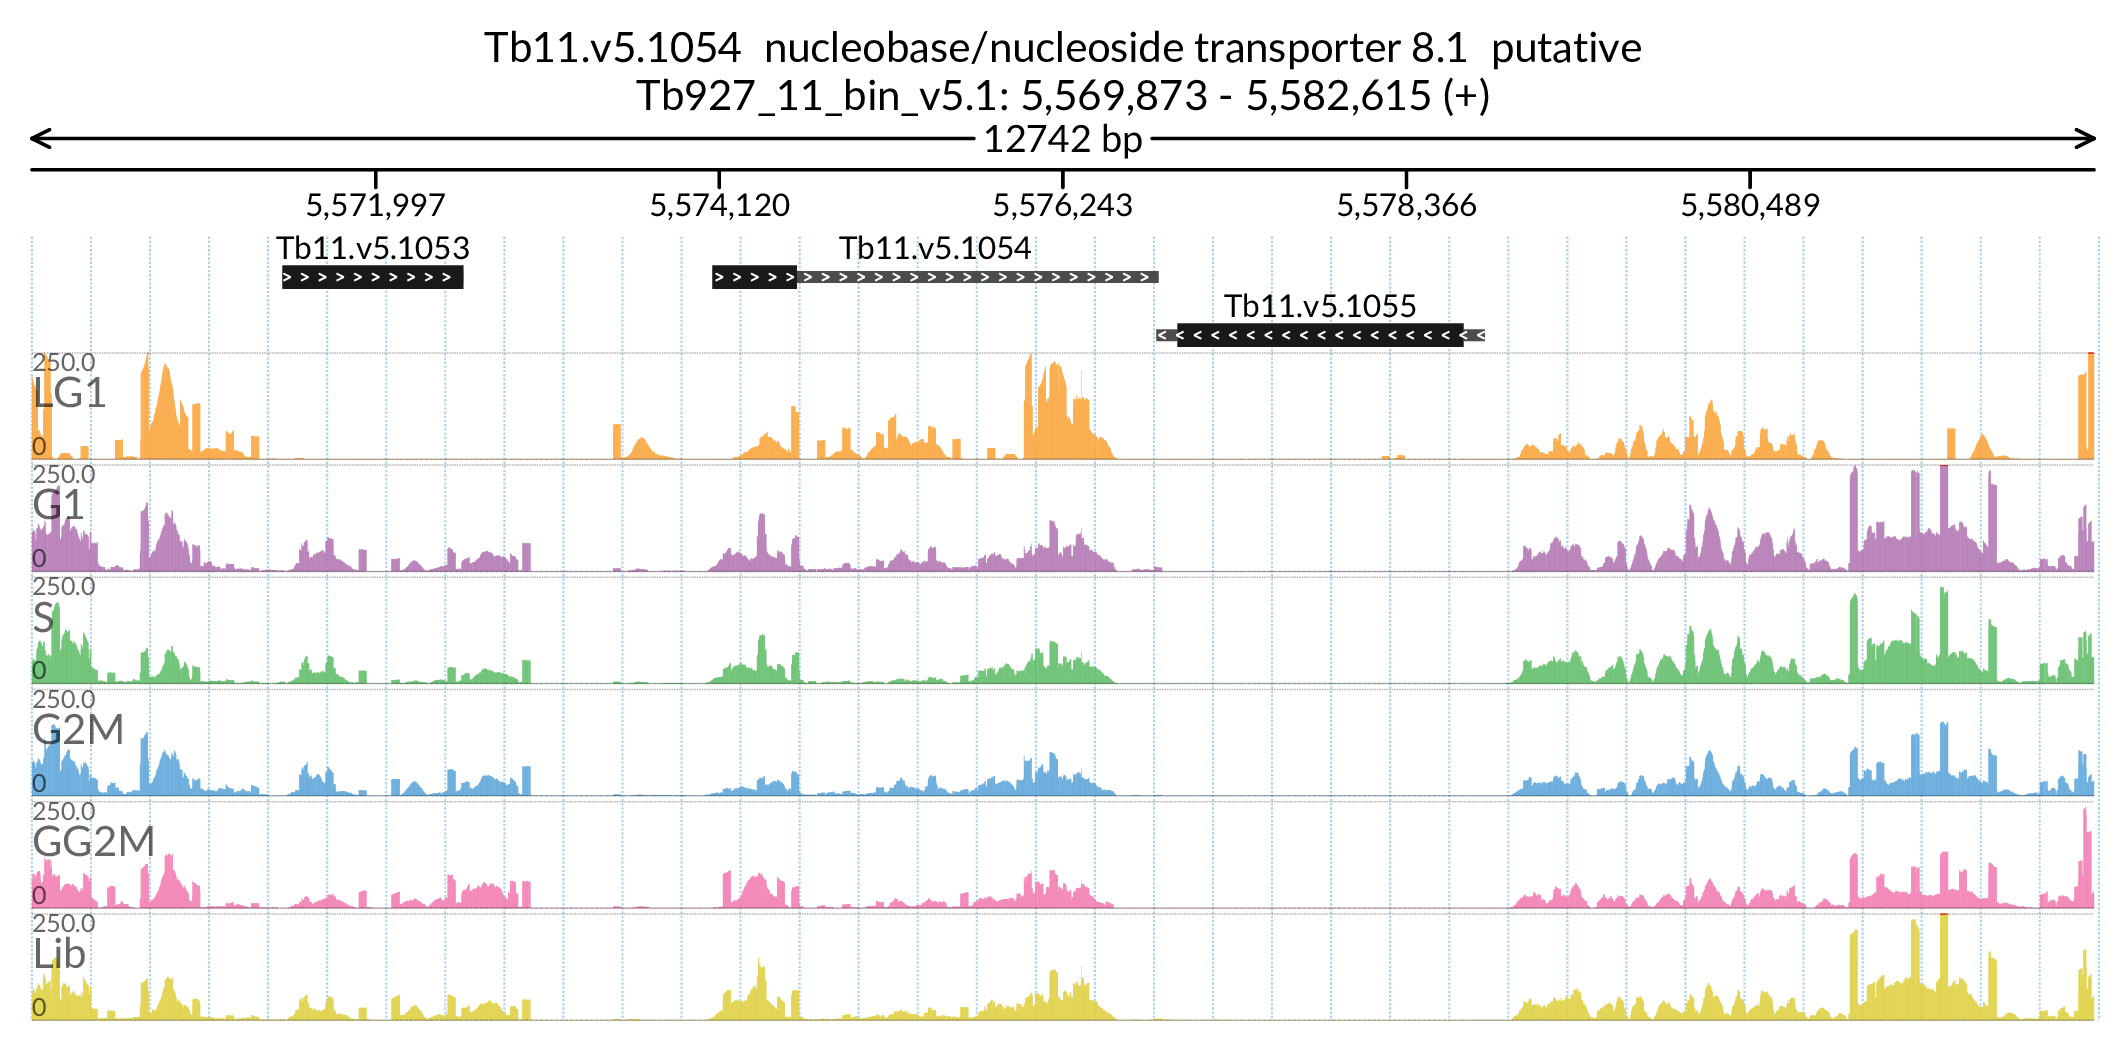 Tb11.v5.1054  nucleobase/nucleoside transporter 8.1  putative
Tb927_11_bin_v5.1: 5,569,873 - 5,582,615 (+)
12742 bp
5,571,997 5,574,120 5,576,243 5,578,366 5,580,489
Tb11.v5.1053 Tb11.v5.1054
Tb11.v5.1055
250.0
LG1
0
250.0
G1
0
250.0
S
0
250.0
G2M
0
250.0
GG2M
0
250.0
Lib
0